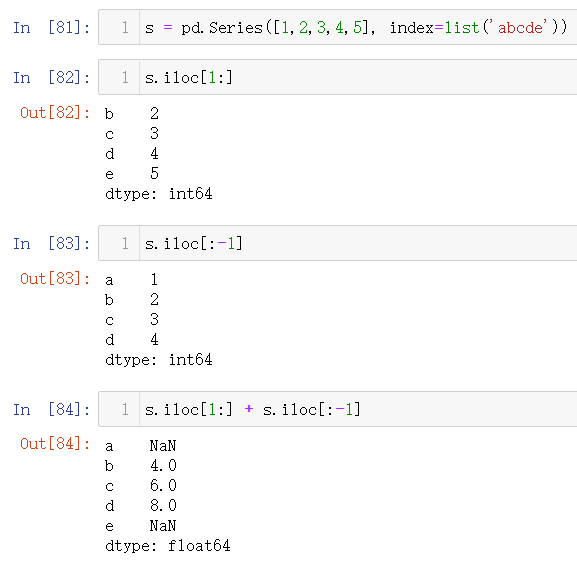 In [81]: 1 s = pd.Series([1,2,3,4,5], index=list('abcde'))
In [82]: 1 s.iloc[1:]
Out[82]: b 2
c 3
d 4
e 5
dtype: int64
In [83]: 1 s.iloc[:-1]
Out[83]: a 1
b 2
c 3
d 4
dtype: int64
In [84]: 1 s.iloc[1:] + s.iloc[:-1]
Out[84]: a NaN
b 4.0
c 6.0
d 8.0
e NaN
dtype: float64